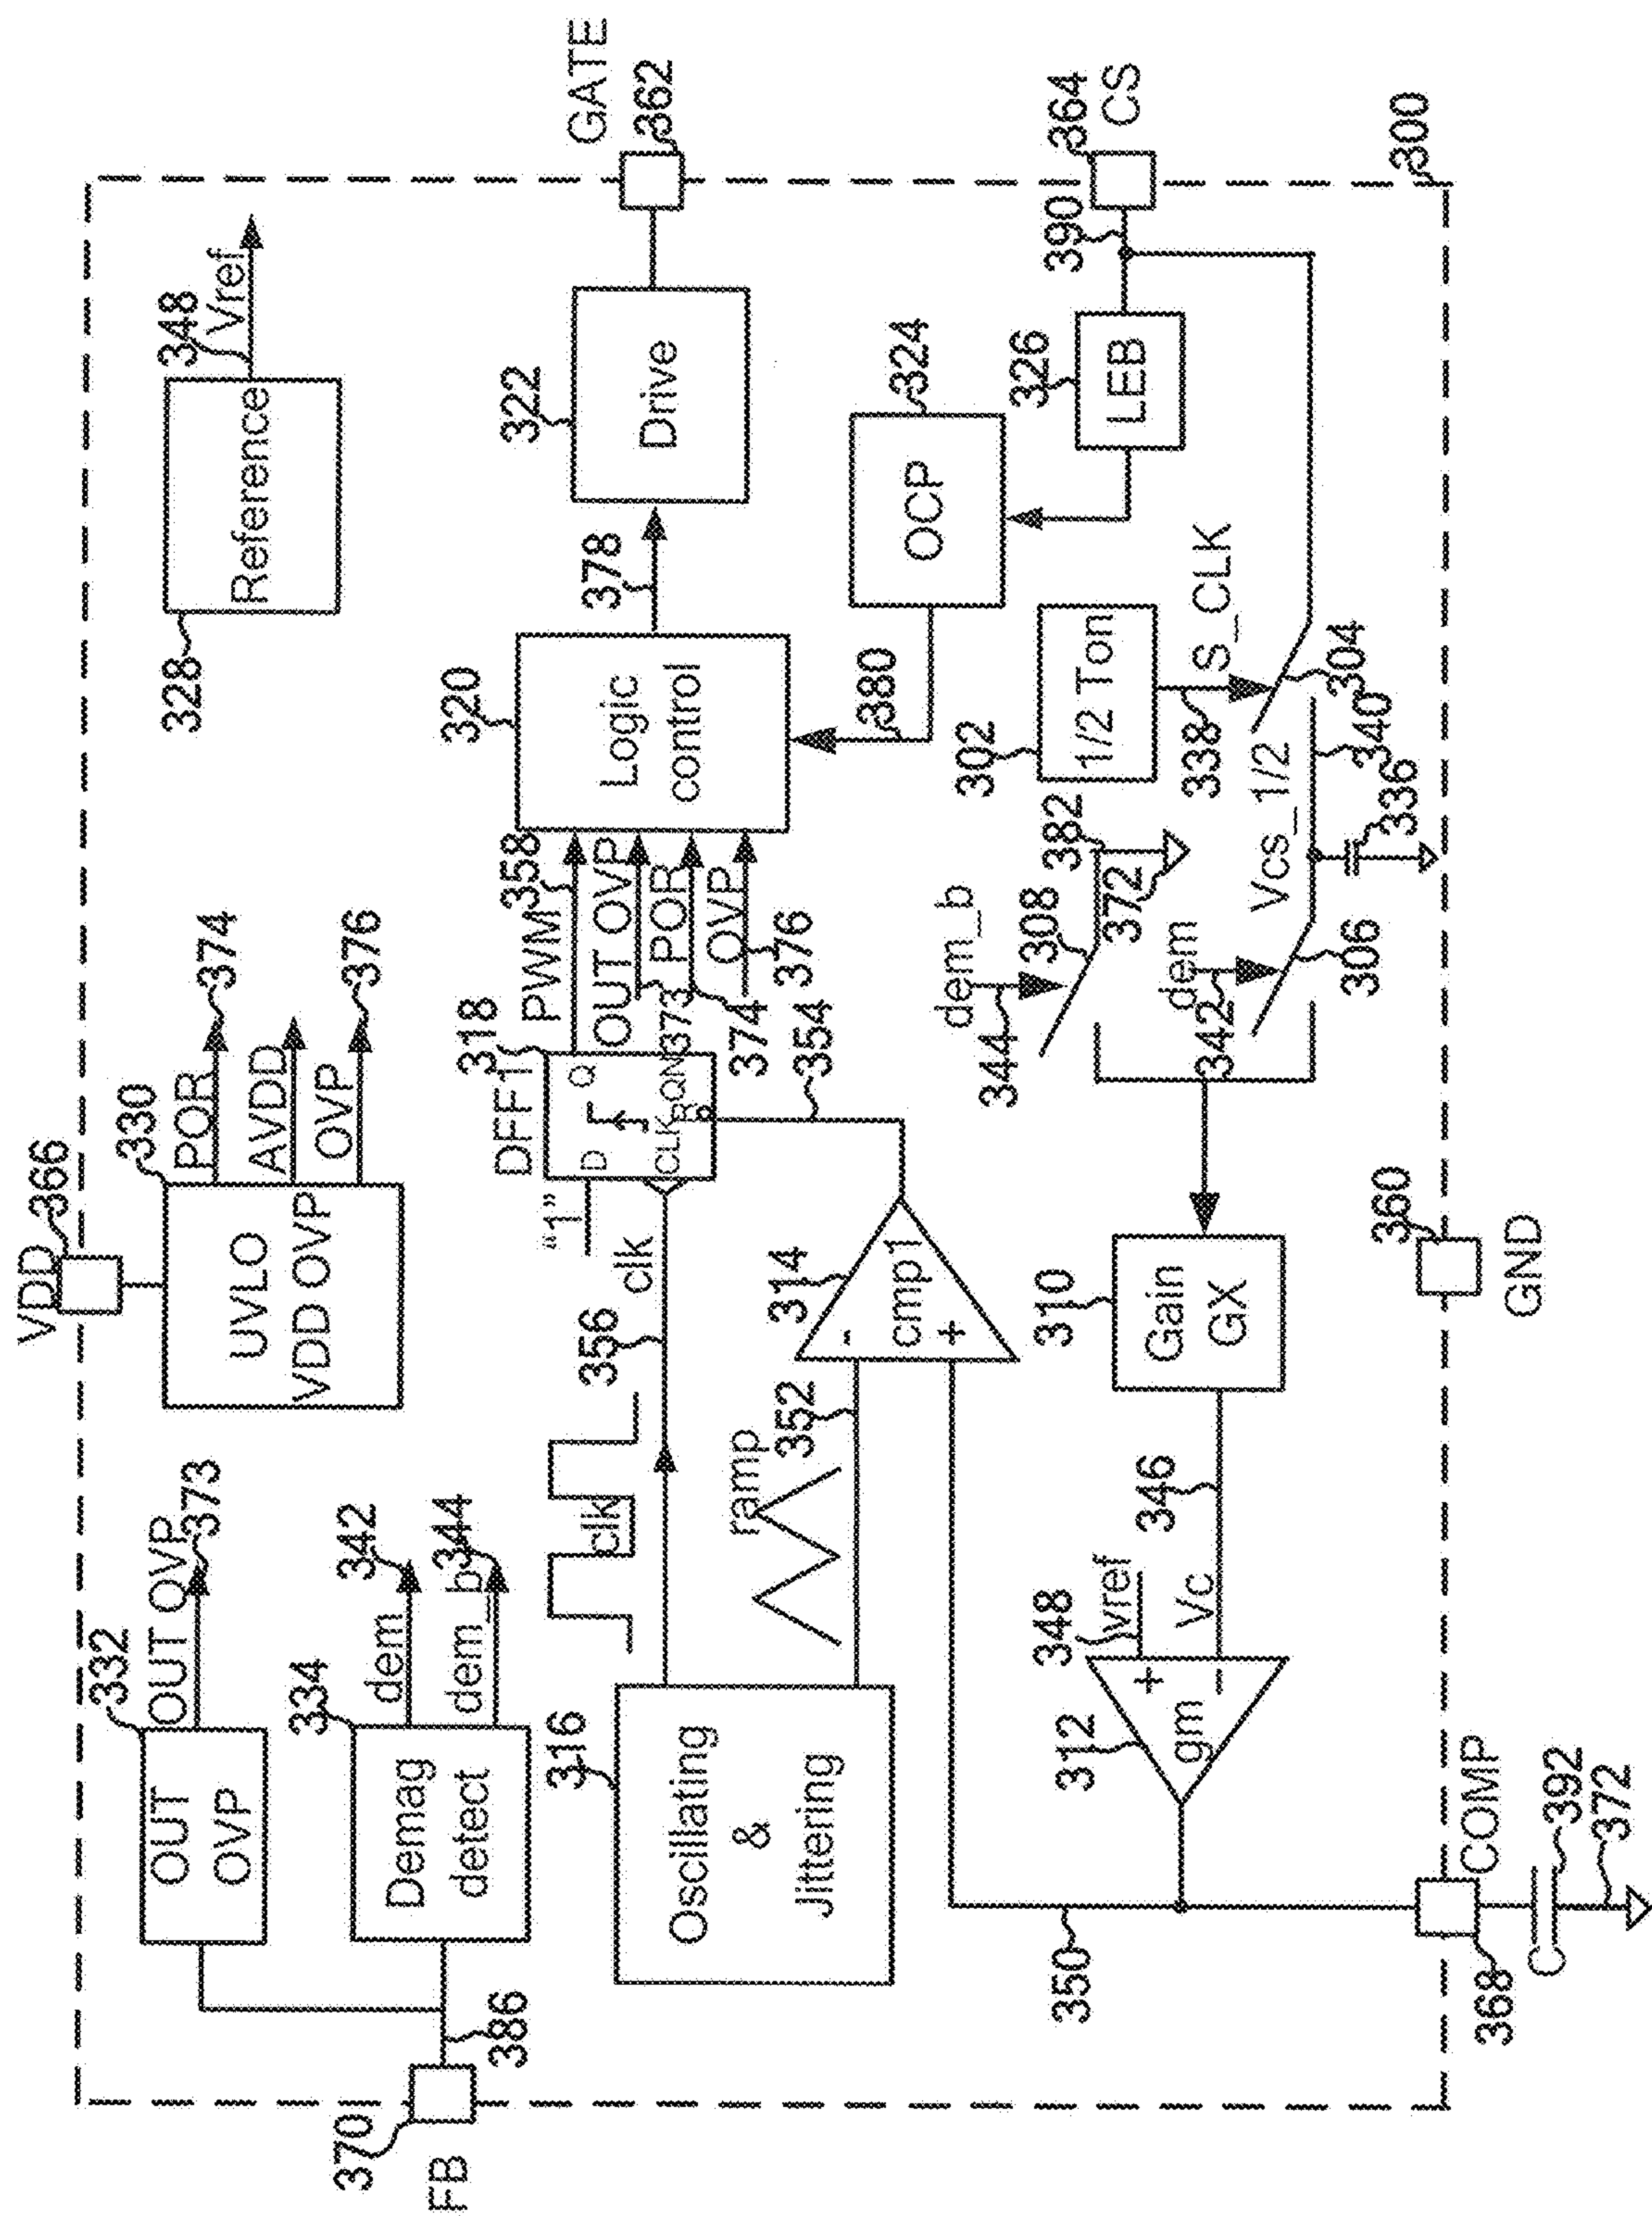 FB
370
386
332
OUT
OVP
OUT OVP
373
334
Demag
detect
dem
342
dem_b
344
VDD
366
330
UVLO
VDD OVP
POR
374
AVDD
OVP
376
328
Reference
348
Vref
316
Oscillating
&
Jittering
clk
356
clk
ramp
352
314
cmp1
-
+
"1"
DFF1
318
D
Q
CLK
QN
R
354
PWM
358
OUT OVP
373
POR
374
OVP
376
320
Logic
control
378
322
Drive
GATE
362
380
OCP
324
326
LEB
390
364
CS
302
1/2 Ton
338
S_CLK
304
340
Vcs_1/2
336
382
372
dem_b
308
344
dem
342
306
310
Gain
GX
346
348
vref
Vc
312
gm
+
-
350
COMP
368
C
392
372
360
GND
300